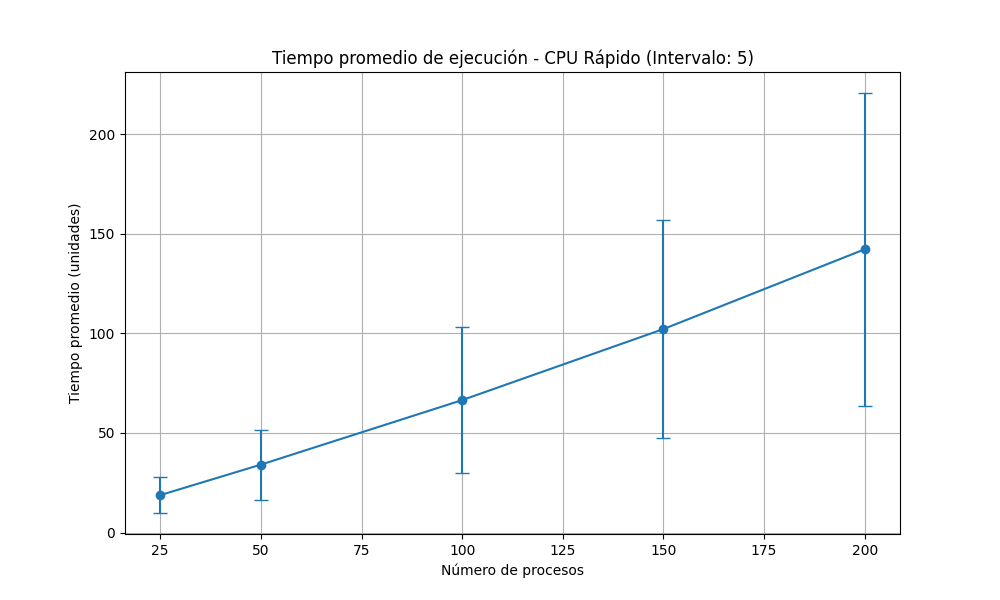 Tiempo promedio de ejecución - CPU Rápido (Intervalo: 5)
Tiempo promedio (unidades)
200
150
100
50
0
25 50 75 100 125 150 175 200
Número de procesos